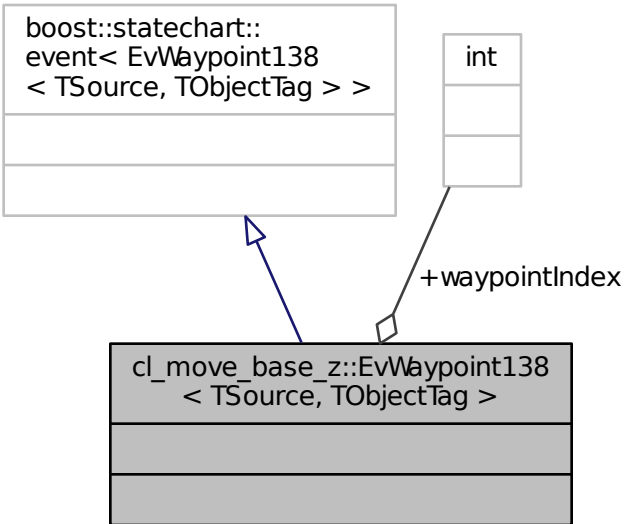 boost::statechart::
event< EvWaypoint138
< TSource, TObjectTag > >
int
+waypointIndex
cl_move_base_z::EvWaypoint138
< TSource, TObjectTag >